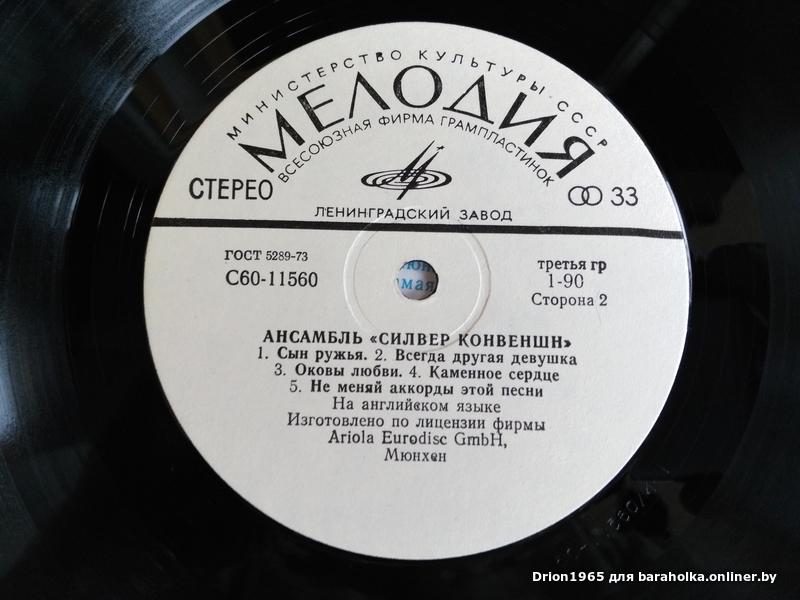 МИНИСТЕРСТВО КУЛЬТУРЫ СССР
МЕЛОДИЯ
ВСЕСОЮЗНАЯ ФИРМА ГРАМПЛАСТИНОК
СТЕРЕО
33
ЛЕНИНГРАДСКИЙ ЗАВОД
ГОСТ 5289-73
С60-11560
третья гр
1-90
Сторона 2
АНСАМБЛЬ «СИЛВЕР КОНВЕНШН»
1. Сын ружья. 2. Всегда другая девушка
3. Оковы любви. 4. Каменное сердце
5. Не меняй аккорды этой песни
На английском языке
Изготовлено по лицензии фирмы
Ariola Eurodisc GmbH,
Мюнхен
Drion1965 для baraholka.onliner.by